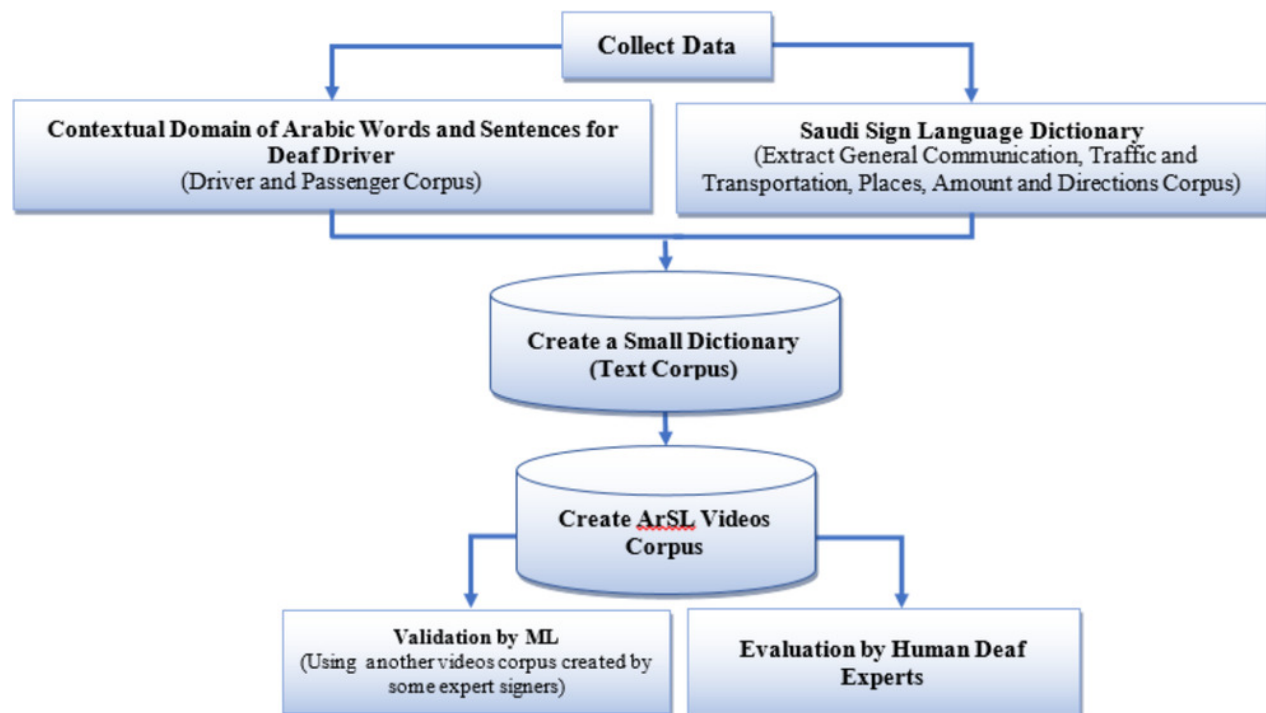 Collect Data
Contextual Domain of Arabic Words and Sentences for
Deaf Driver
(Driver and Passenger Corpus)
Saudi Sign Language Dictionary
(Extract General Communication, Traffic and
Transportation, Places, Amount and Directions Corpus)
Create a Small Dictionary
(Text Corpus)
Create ArSL Videos
Corpus
Validation by ML
(Using another videos corpus created by
some expert signers)
Evaluation by Human Deaf
Experts